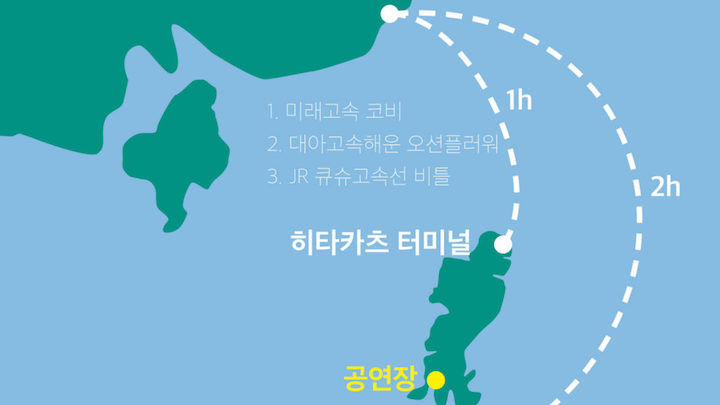 1. 미래고속 코비
2. 대아고속해운 오션플러워
3. JR 큐슈고속선 비틀
1h
2h
히타카츠 터미널
공연장